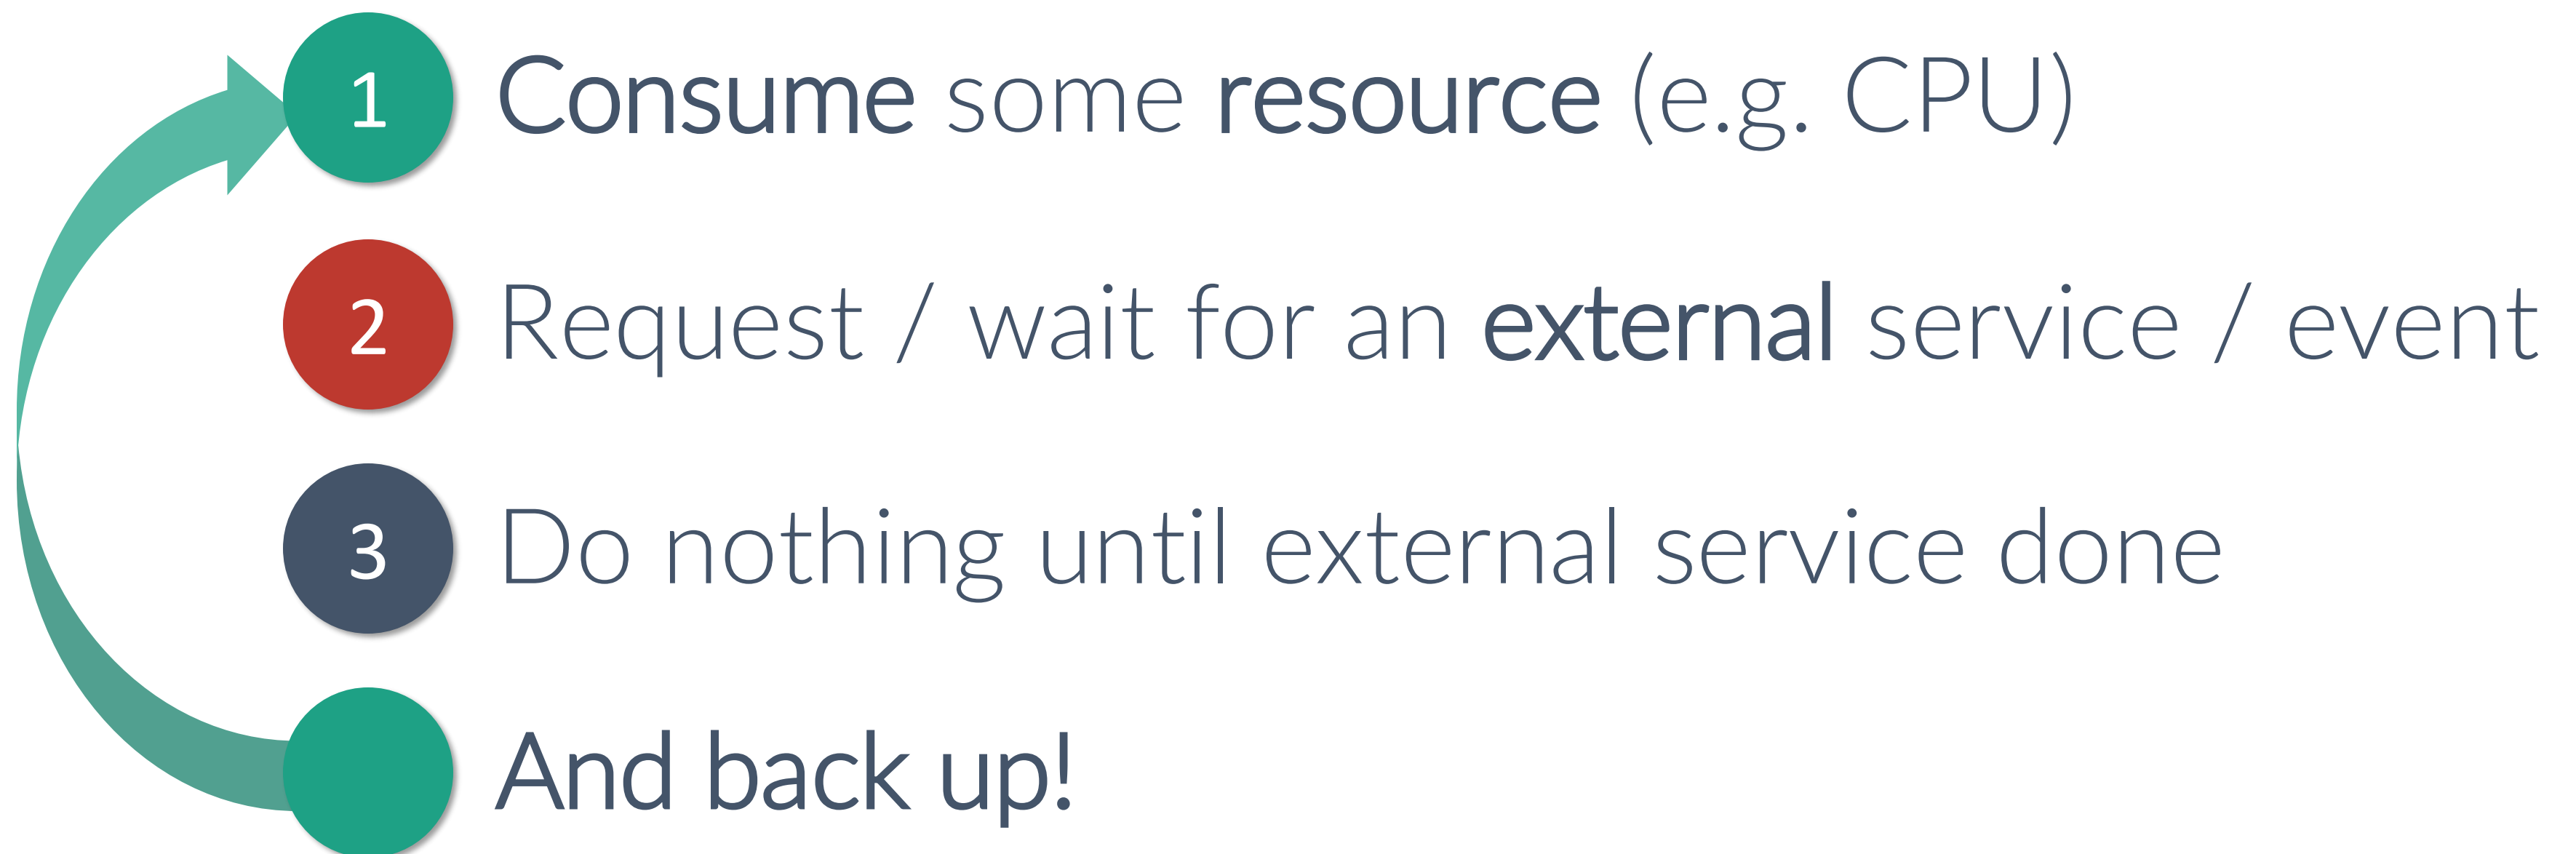 1 Consume some resource (e.g. CPU)
2 Request / wait for an external service / event
3 Do nothing until external service done
And back up!